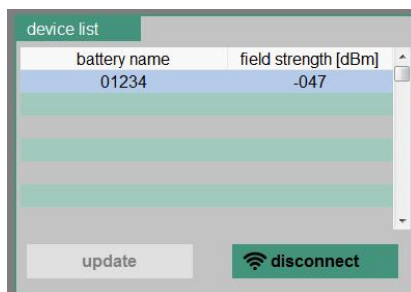 device list
battery name field strength [dBm]
01234 -047
update disconnect